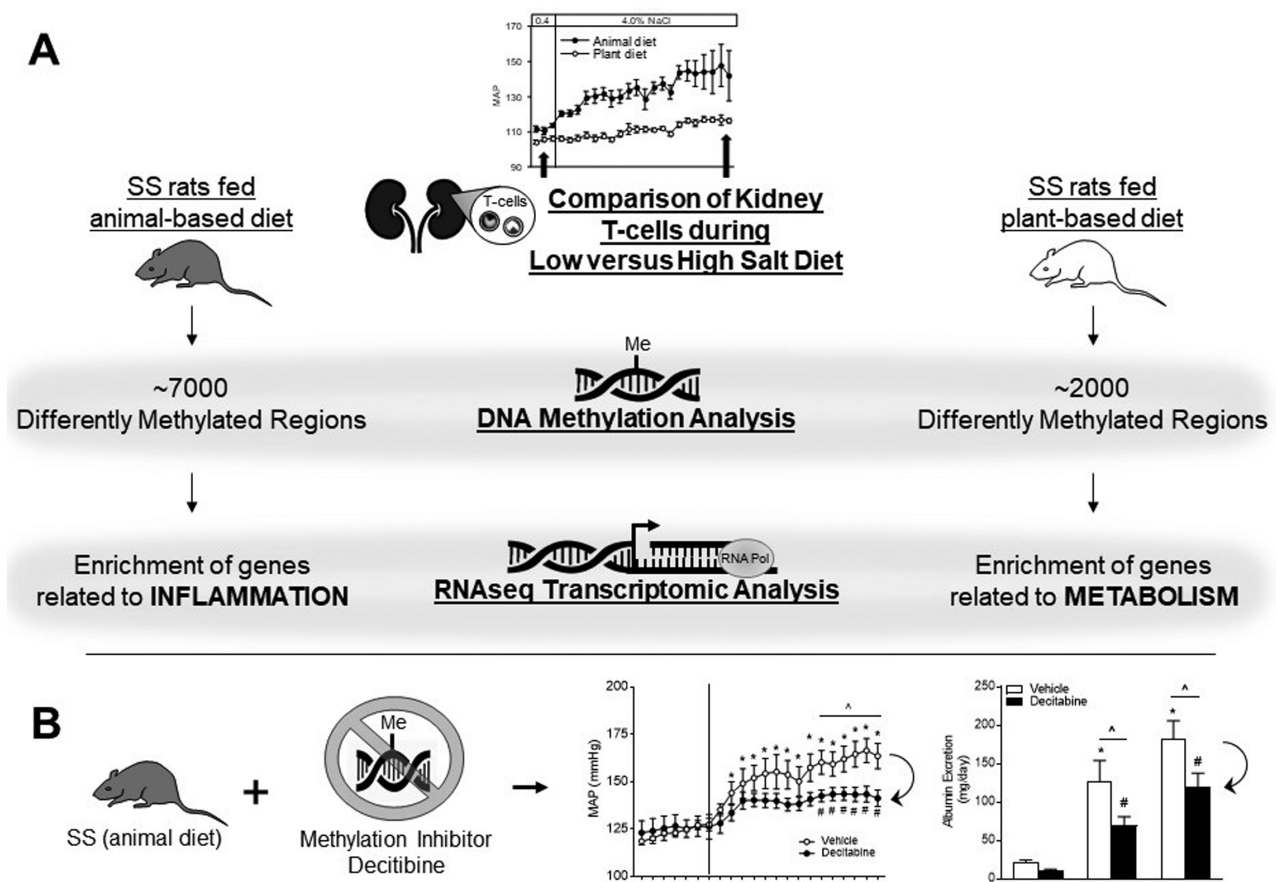 A
0.4
4.0% NaCl
170
150
130
110
90
MAP
Animal diet
Plant diet
SS rats fed
animal-based diet
T-cells
Comparison of Kidney
T-cells during
Low versus High Salt Diet
SS rats fed
plant-based diet
~7000
Differently Methylated Regions
Me
DNA Methylation Analysis
~2000
Differently Methylated Regions
Enrichment of genes
related to INFLAMMATION
RNA Pol
RNAseq Transcriptomic Analysis
Enrichment of genes
related to METABOLISM
B
SS (animal diet)
+
Me
Methylation Inhibitor
Decitibine
200
175
150
125
100
MAP (mmHg)
^
* * * * * * * * * * * * * *
# # # # # #
Vehicle
Decitabine
250
200
150
100
50
0
Albumin Excretion
(mg/day)
Vehicle
Decitabine
^
*
#
^
*
#